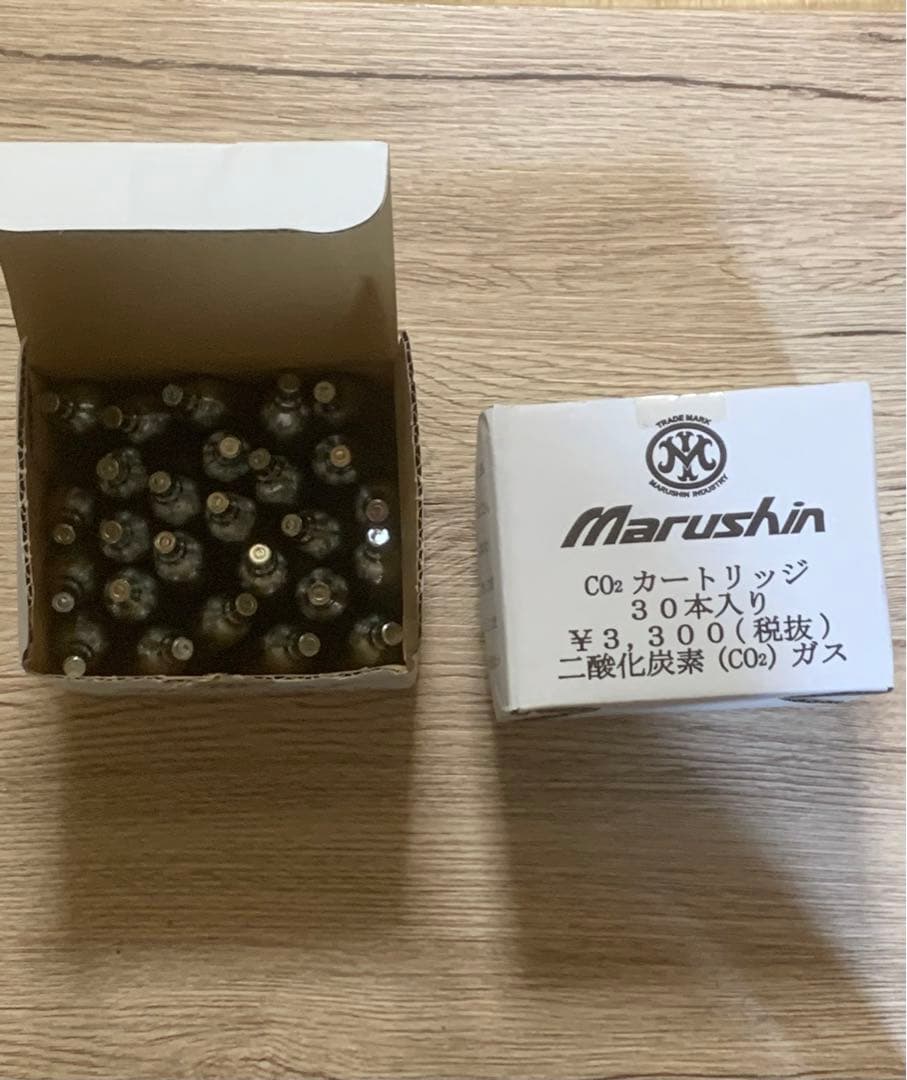 TRADE MARK
M
MARUSHIN INDUSTRY
Marushin
CO₂ カートリッジ
３０本入り
￥３,３００(税抜)
二酸化炭素 (CO₂) ガス